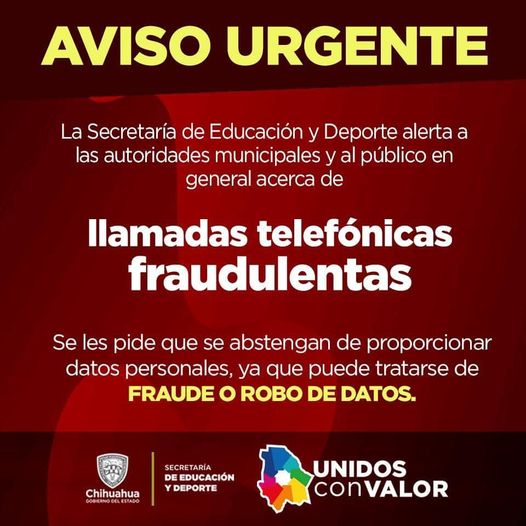 AVISO URGENTE
La Secretaría de Educación y Deporte alerta a
las autoridades municipales y al público en
general acerca de
llamadas telefónicas
fraudulentas
Se les pide que se abstengan de proporcionar
datos personales, ya que puede tratarse de
FRAUDE O ROBO DE DATOS.
Chihuahua
GOBIERNO DEL ESTADO
SECRETARÍA
DE EDUCACIÓN
Y DEPORTE
UNIDOS
conVALOR